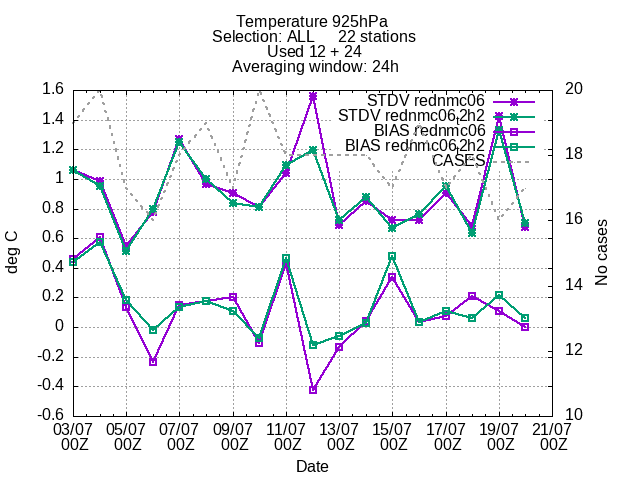 Temperature 925hPa
Selection: ALL 22 stations
Used 12 + 24
Averaging window: 24h
STDV rednmc06
STDV rednmc06,2h2
BIAS rednmc06
BIAS rednmc06,2h2
CASES
1.6
1.4
1.2
1
0.8
0.6
0.4
0.2
0
-0.2
-0.4
-0.6
20
18
16
14
12
10
deg C
No cases
03/07 05/07 07/07 09/07 11/07 13/07 15/07 17/07 19/07 21/07
00Z 00Z 00Z 00Z 00Z 00Z 00Z 00Z 00Z 00Z
Date